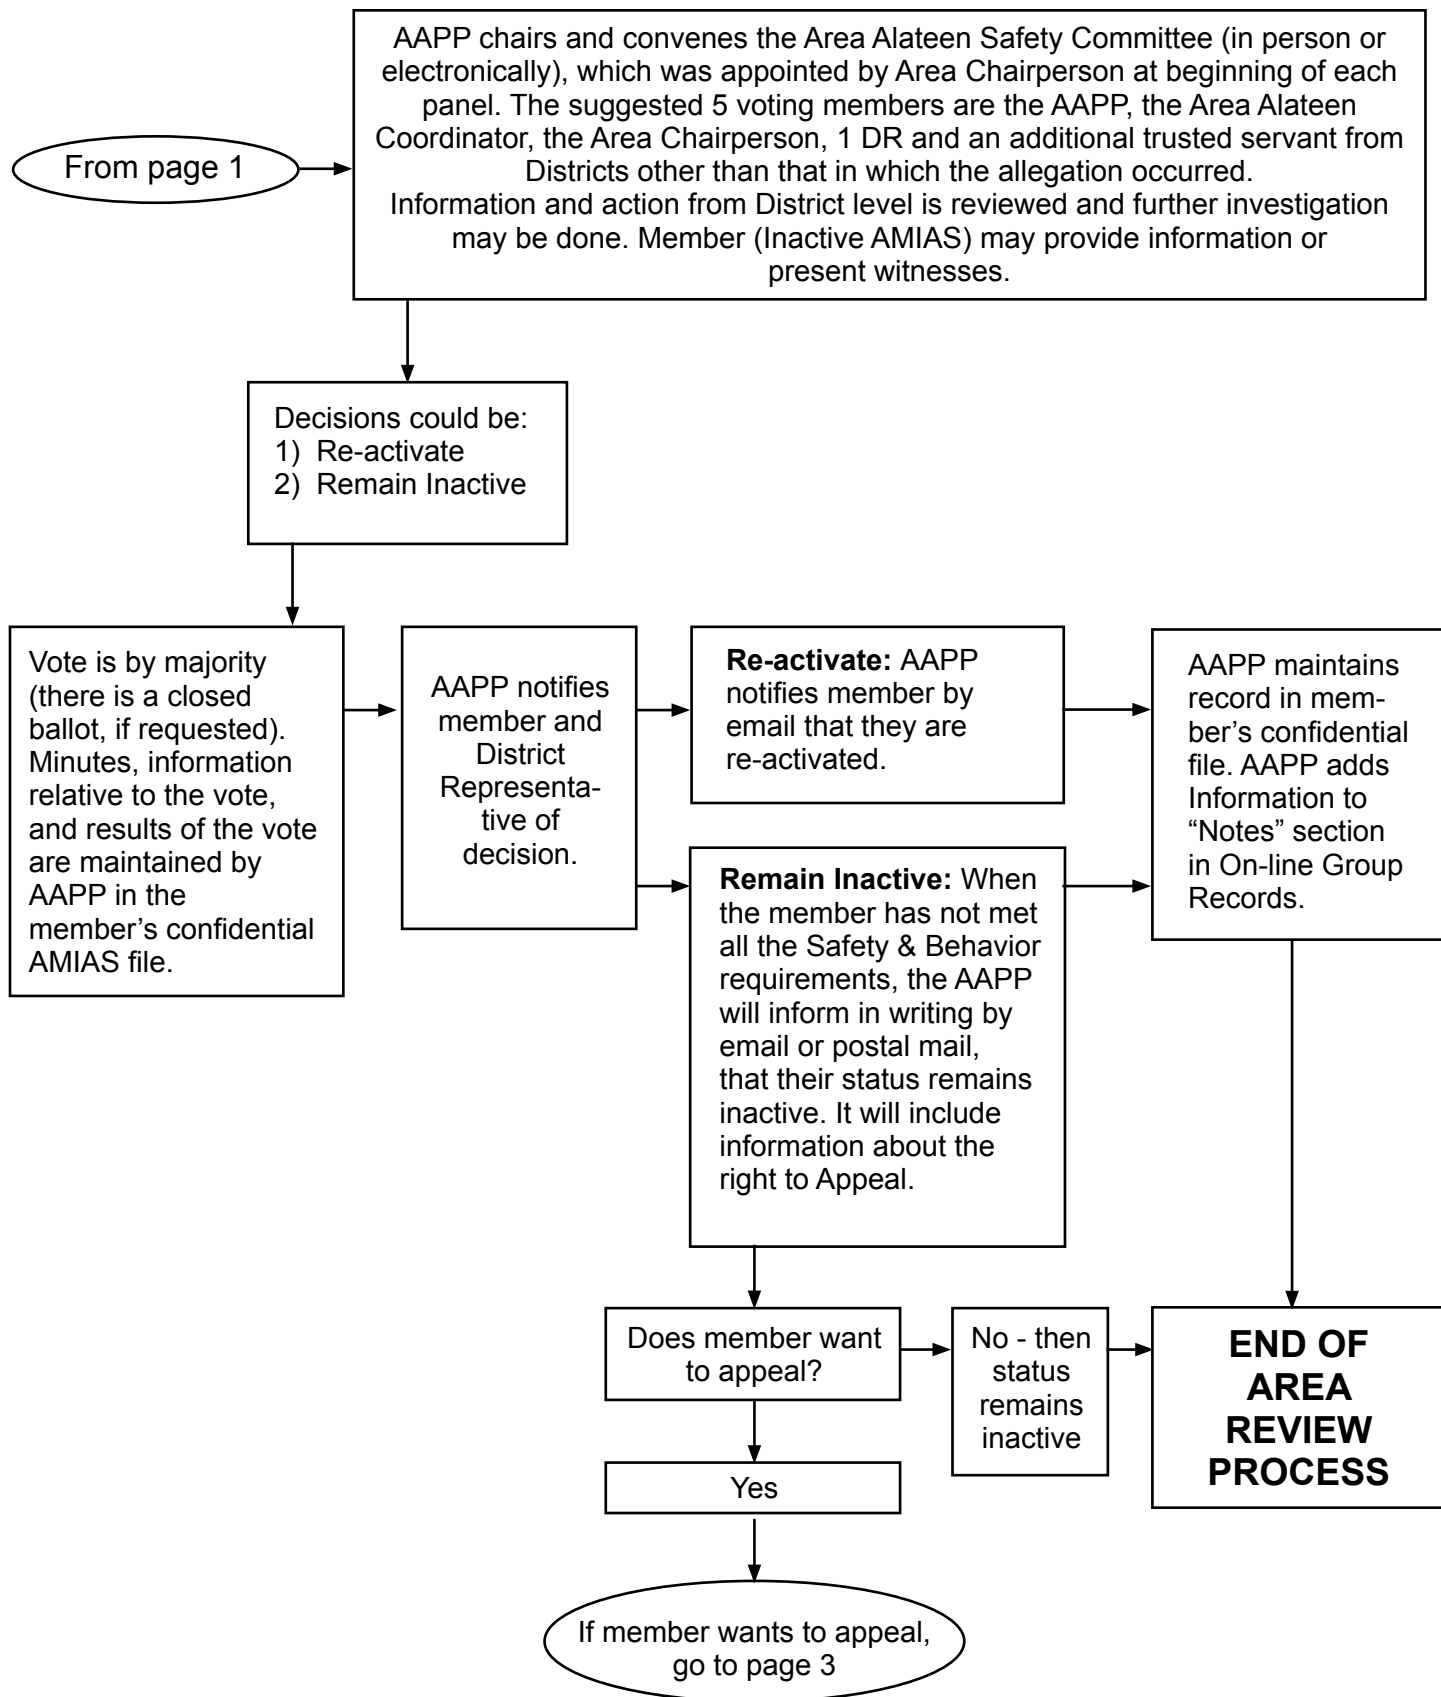 AAPP chairs and convenes the Area Alateen Safety Committee (in person or
electronically), which was appointed by Area Chairperson at beginning of each
panel. The suggested 5 voting members are the AAPP, the Area Alateen
Coordinator, the Area Chairperson, 1 DR and an additional trusted servant from
Districts other than that in which the allegation occurred.
Information and action from District level is reviewed and further investigation
may be done. Member (Inactive AMIAS) may provide information or
present witnesses.
From page 1
Decisions could be:
1) Re-activate
2) Remain Inactive
Vote is by majority
(there is a closed
ballot, if requested).
Minutes, information
relative to the vote,
and results of the vote
are maintained by
AAPP in the
member’s confidential
AMIAS file.
AAPP notifies
member and
District
Representa-
tive of
decision.
Re-activate: AAPP
notifies member by
email that they are
re-activated.
Remain Inactive: When
the member has not met
all the Safety & Behavior
requirements, the AAPP
will inform in writing by
email or postal mail,
that their status remains
inactive. It will include
information about the
right to Appeal.
AAPP maintains
record in mem-
ber’s confidential
file. AAPP adds
Information to
“Notes” section
in On-line Group
Records.
Does member want
to appeal?
No - then
status
remains
inactive
END OF
AREA
REVIEW
PROCESS
Yes
If member wants to appeal,
go to page 3